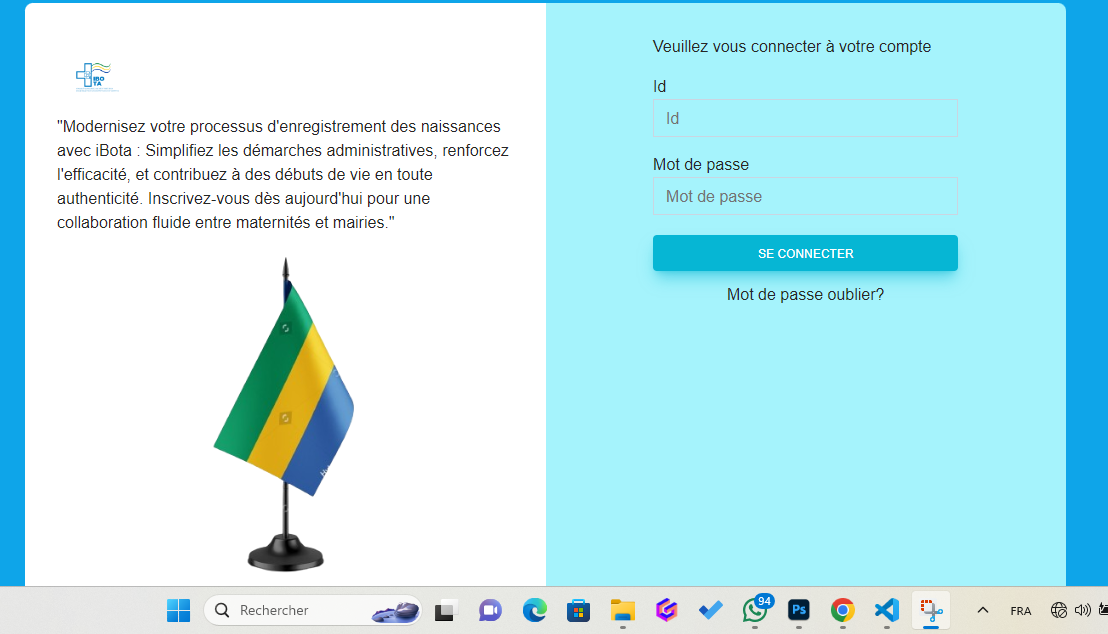 IBO
TA
"Modernisez votre processus d'enregistrement des naissances
avec iBota : Simplifiez les démarches administratives, renforcez
l'efficacité, et contribuez à des débuts de vie en toute
authenticité. Inscrivez-vous dès aujourd'hui pour une
collaboration fluide entre maternités et mairies."
Veuillez vous connecter à votre compte
Id
Id
Mot de passe
Mot de passe
SE CONNECTER
Mot de passe oublier?
Rechercher
94
Ps
FRA